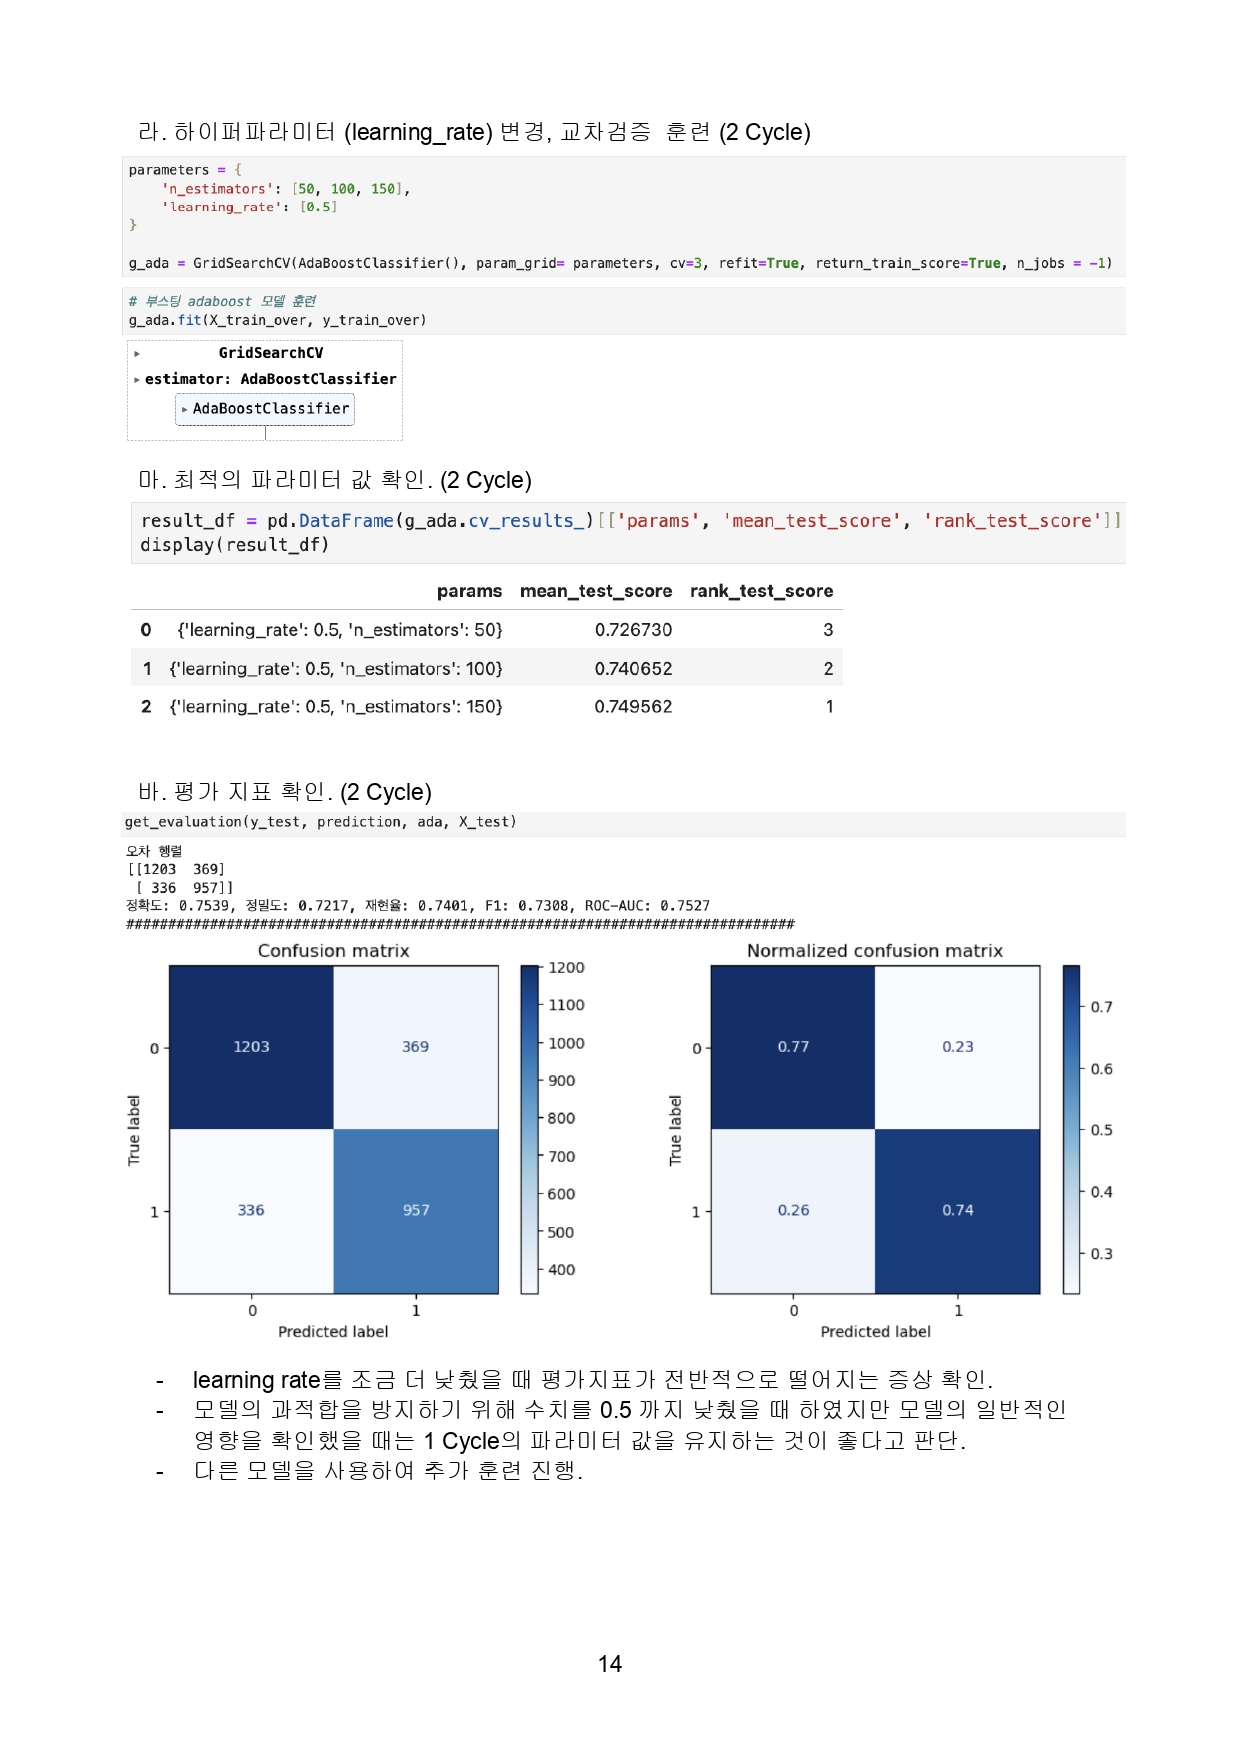 라. 하이퍼파라미터 (learning_rate) 변경, 교차검증 훈련 (2 Cycle)
parameters = {
'n_estimators': [50, 100, 150],
'learning_rate': [0.5]
}
g_ada = GridSearchCV(AdaBoostClassifier(), param_grid= parameters, cv=3, refit=True, return_train_score=True, n_jobs = -1)
# 부스팅 adaboost 모델 훈련
g_ada.fit(X_train_over, y_train_over)
▸ GridSearchCV
▸ estimator: AdaBoostClassifier
▸ AdaBoostClassifier
마. 최적의 파라미터 값 확인. (2 Cycle)
result_df = pd.DataFrame(g_ada.cv_results_)[['params', 'mean_test_score', 'rank_test_score']]
display(result_df)
params mean_test_score rank_test_score
0 {'learning_rate': 0.5, 'n_estimators': 50} 0.726730 3
1 {'learning_rate': 0.5, 'n_estimators': 100} 0.740652 2
2 {'learning_rate': 0.5, 'n_estimators': 150} 0.749562 1
바. 평가 지표 확인. (2 Cycle)
get_evaluation(y_test, prediction, ada, X_test)
오차 행렬
[[1203 369]
[ 336 957]]
정확도: 0.7539, 정밀도: 0.7217, 재현율: 0.7401, F1: 0.7308, ROC-AUC: 0.7527
################################################################################
Confusion matrix
1203 369
336 957
0
1
True label
0 1
Predicted label
1200
1100
1000
900
800
700
600
500
400
Normalized confusion matrix
0.77 0.23
0.26 0.74
0
1
True label
0 1
Predicted label
0.7
0.6
0.5
0.4
0.3
- learning rate를 조금 더 낮췄을 때 평가지표가 전반적으로 떨어지는 증상 확인.
- 모델의 과적합을 방지하기 위해 수치를 0.5 까지 낮췄을 때 하였지만 모델의 일반적인
영향을 확인했을 때는 1 Cycle의 파라미터 값을 유지하는 것이 좋다고 판단.
- 다른 모델을 사용하여 추가 훈련 진행.
14